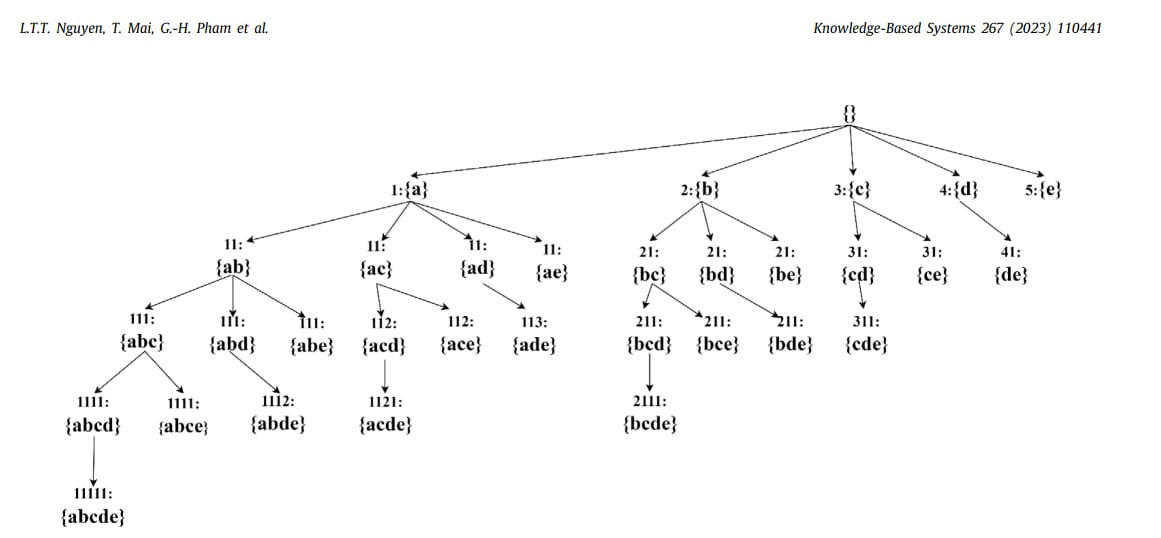 L.T.T. Nguyen, T. Mai, G.-H. Pham et al.
Knowledge-Based Systems 267 (2023) 110441
{}
1:{a}
2:{b}
3:{c}
4:{d}
5:{e}
11:
{ab}
11:
{ac}
11:
{ad}
11:
{ae}
21:
{bc}
21:
{bd}
21:
{be}
31:
{cd}
31:
{ce}
41:
{de}
111:
{abc}
111:
{abd}
111:
{abe}
112:
{acd}
112:
{ace}
113:
{ade}
211:
{bcd}
211:
{bce}
211:
{bde}
311:
{cde}
1111:
{abcd}
1111:
{abce}
1112:
{abde}
1121:
{acde}
2111:
{bcde}
11111:
{abcde}